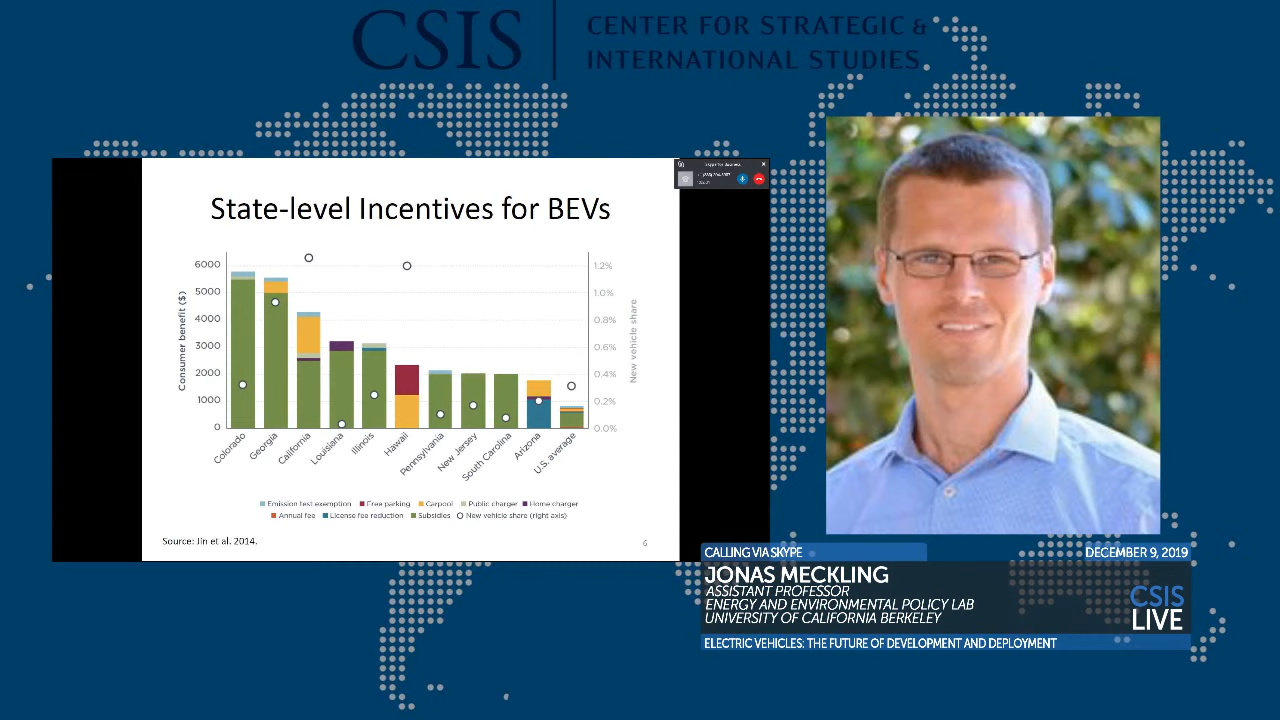 CSIS
CENTER FOR STRATEGIC &
INTERNATIONAL STUDIES
Skype for Business
State-level Incentives for BEVs
6000
5000
4000
3000
2000
1000
0
Consumer benefit ($)
1.2%
1.0%
0.8%
0.6%
0.4%
0.2%
0.0%
New vehicle share
Colorado
Georgia
California
Louisiana
Illinois
Hawaii
Pennsylvania
New Jersey
South Carolina
Arizona
U.S. average
Emission test exemption Free parking Carpool Public charger Home charger
Annual fee License fee reduction Subsidies New vehicle share (right axis)
Source: Jin et al. 2014.
6
CALLING VIA SKYPE
DECEMBER 9, 2019
JONAS MECKLING
ASSISTANT PROFESSOR
ENERGY AND ENVIRONMENTAL POLICY LAB
UNIVERSITY OF CALIFORNIA BERKELEY
CSIS
LIVE
ELECTRIC VEHICLES: THE FUTURE OF DEVELOPMENT AND DEPLOYMENT